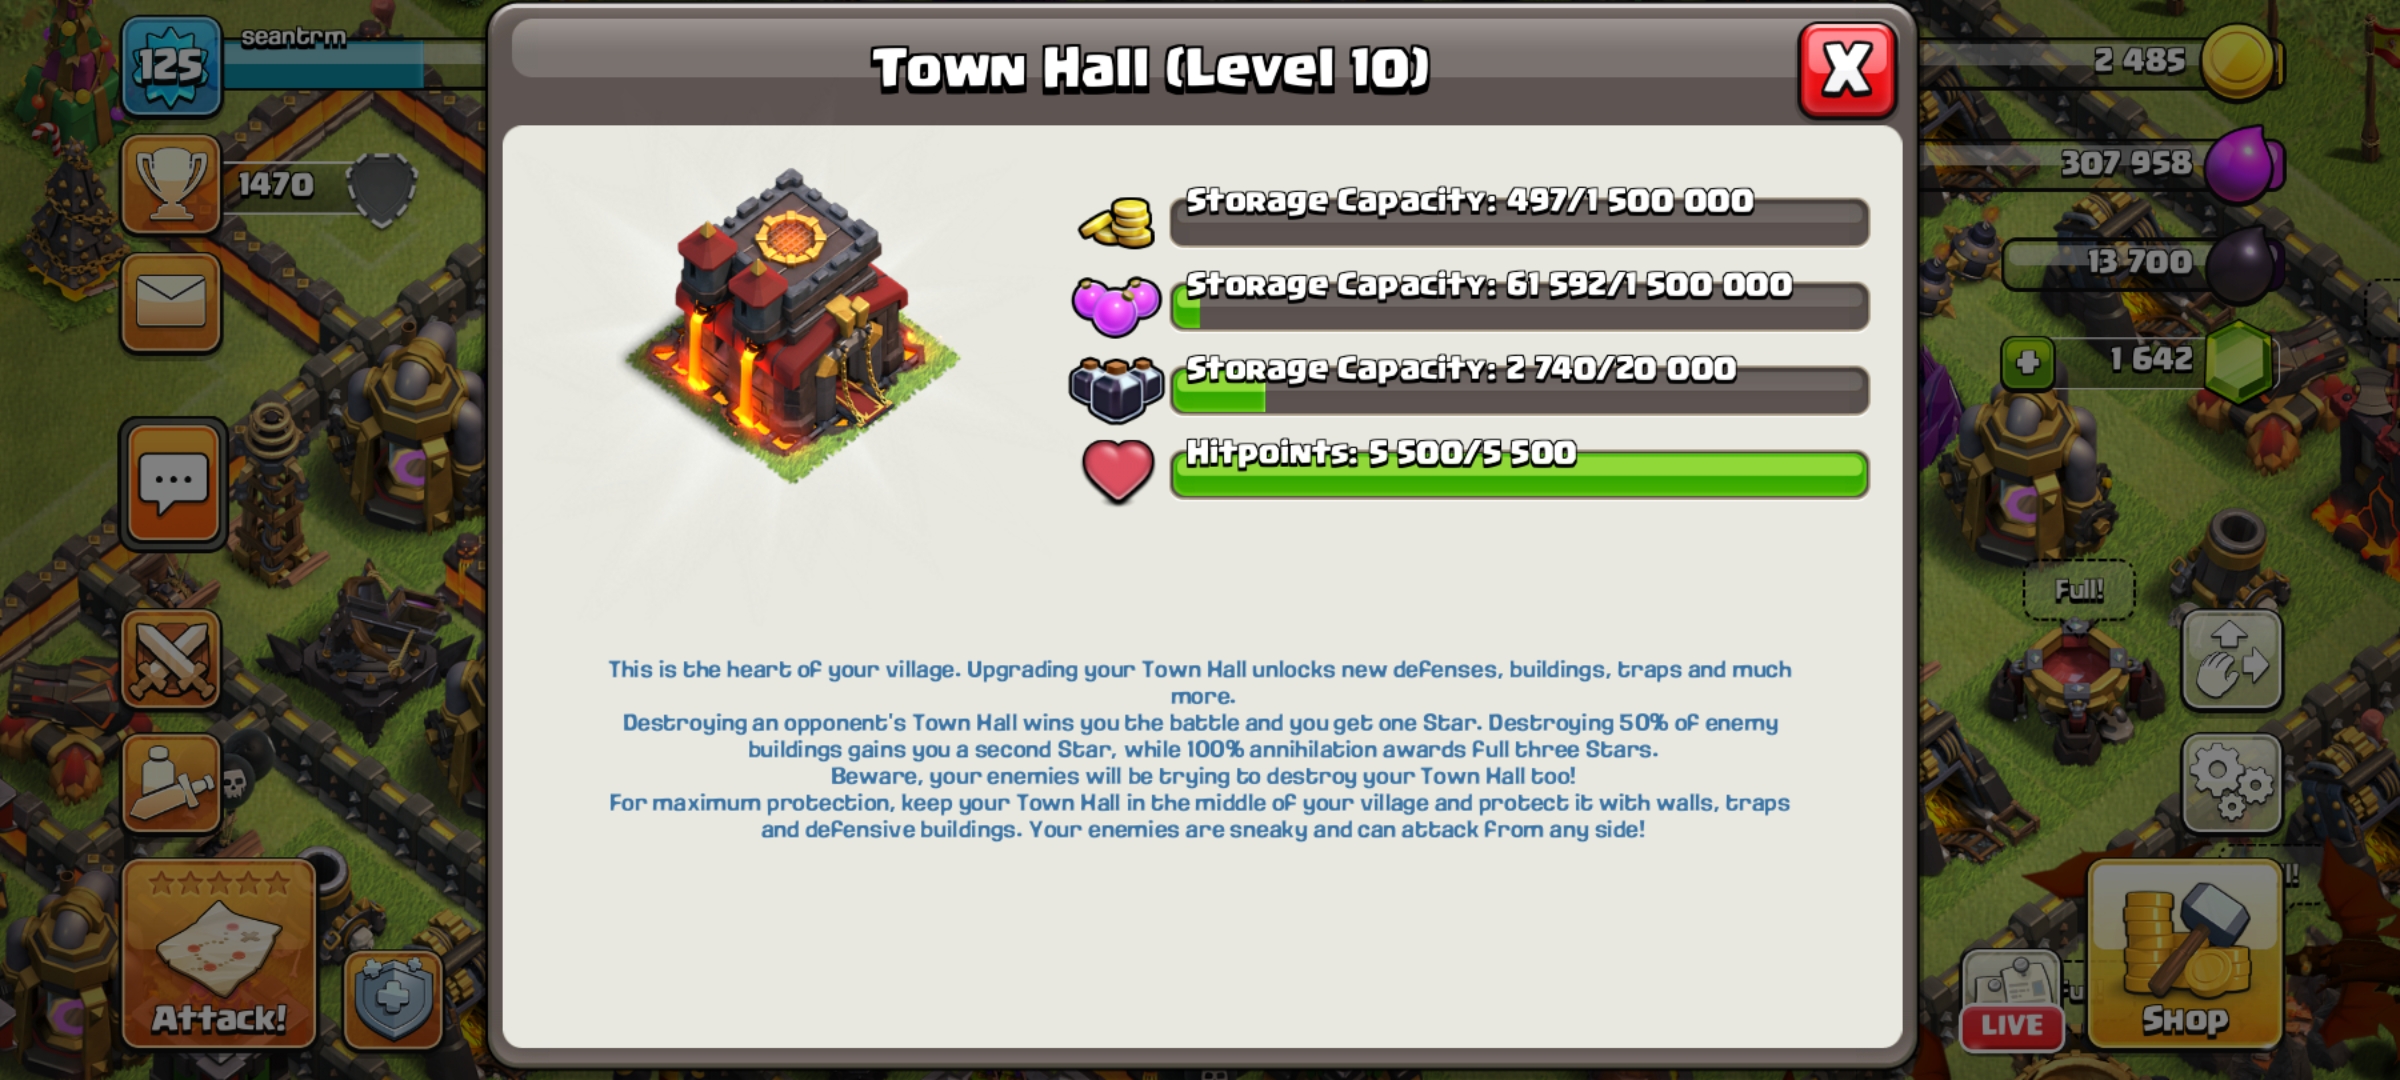 125
seantrm
Town Hall (Level 10)
X
2 485
1470
307 958
13 700
1 642
Storage Capacity: 497/1 500 000
Storage Capacity: 61 592/1 500 000
Storage Capacity: 2 740/20 000
Hitpoints: 5 500/5 500
Full!
This is the heart of your village. Upgrading your Town Hall unlocks new defenses, buildings, traps and much
more.
Destroying an opponent's Town Hall wins you the battle and you get one Star. Destroying 50% of enemy
buildings gains you a second Star, while 100% annihilation awards full three Stars.
Beware, your enemies will be trying to destroy your Town Hall too!
For maximum protection, keep your Town Hall in the middle of your village and protect it with walls, traps
and defensive buildings. Your enemies are sneaky and can attack from any side!
Attack!
LIVE
Shop